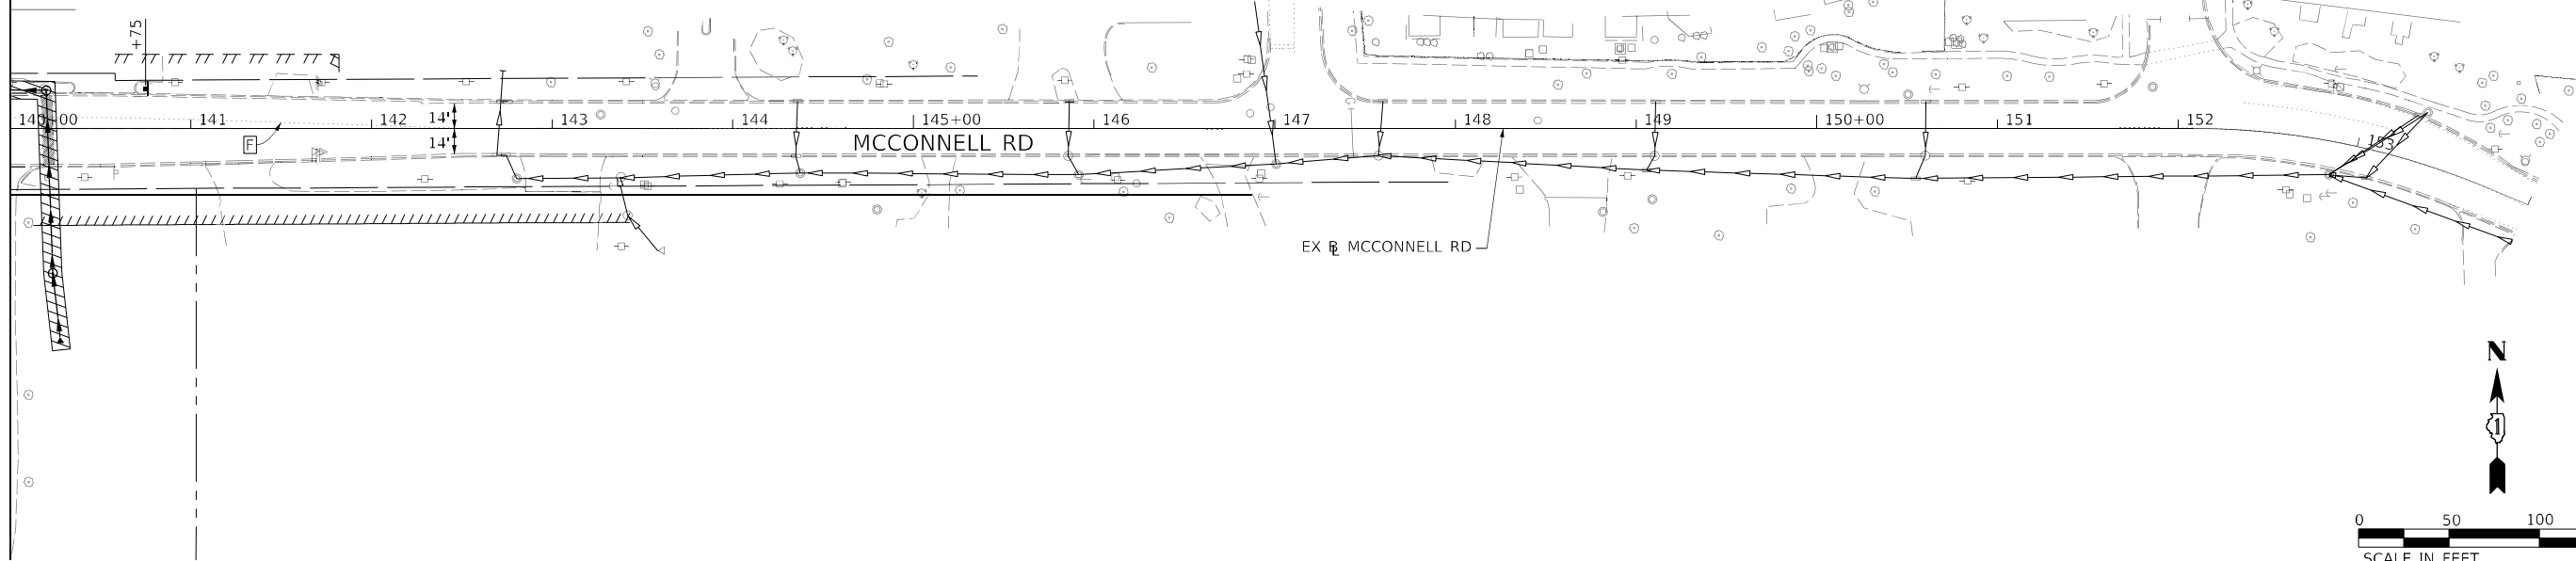 +75
140+00 141 142 143 144 145+00 146 147 148 149 150+00 151 152 153
14'
14'
F
MCCONNELL RD
EX BL MCCONNELL RD
N
1
0 50 100
SCALE IN FEET